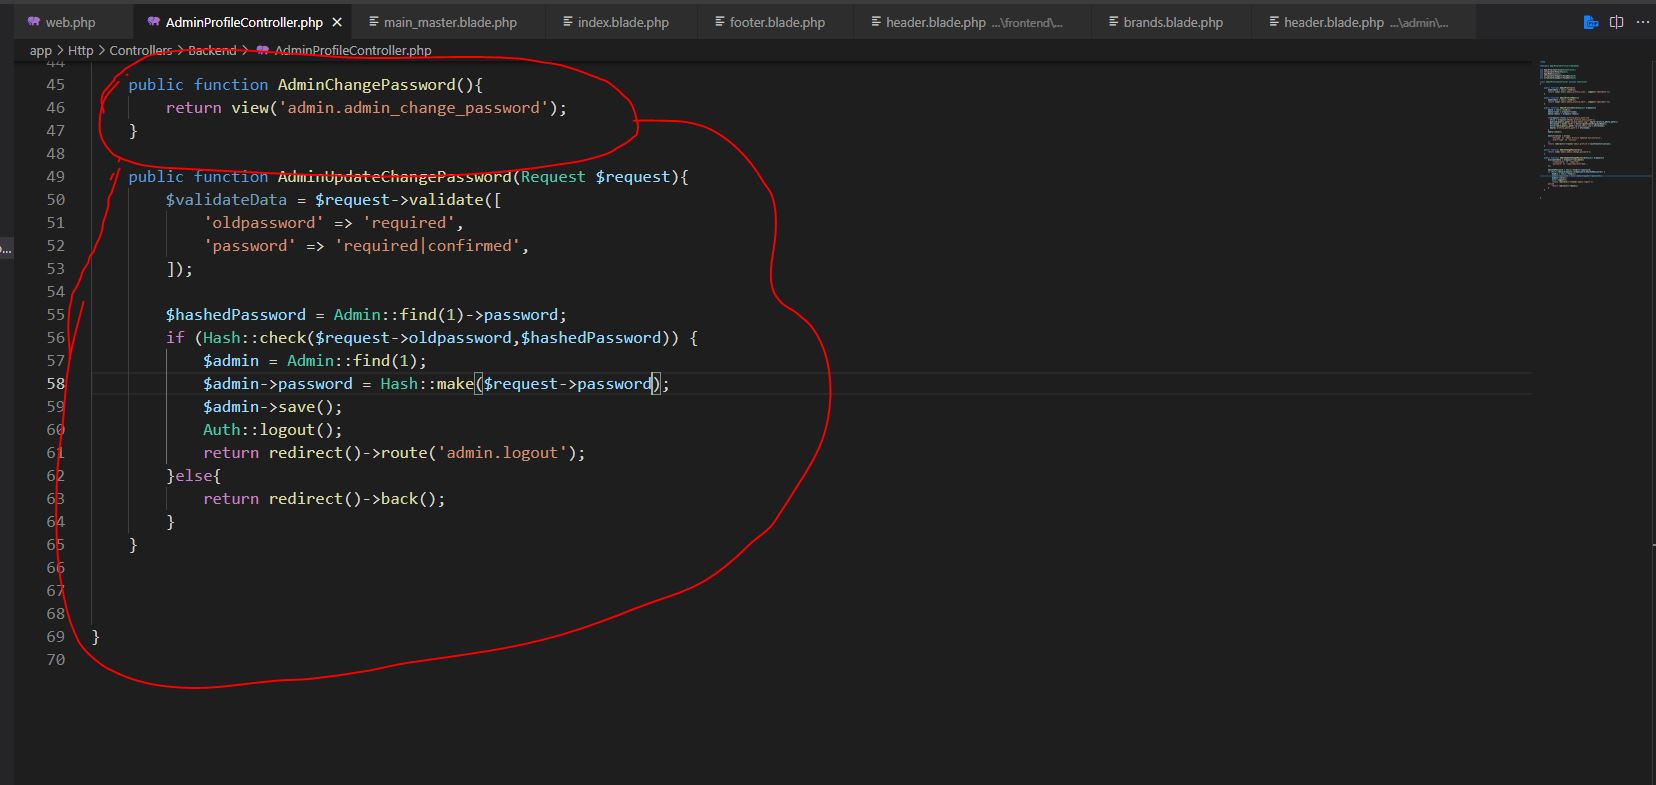 web.php AdminProfileController.php × main_master.blade.php index.blade.php footer.blade.php header.blade.php ...\frontend\... brands.blade.php header.blade.php ...\admin\... ...
app > Http > Controllers > Backend > AdminProfileController.php
44
45 public function AdminChangePassword(){
46 return view('admin.admin_change_password');
47 }
48
49 public function AdminUpdateChangePassword(Request $request){
50 $validateData = $request->validate([
51 'oldpassword' => 'required',
52 'password' => 'required|confirmed',
53 ]);
54
55 $hashedPassword = Admin::find(1)->password;
56 if (Hash::check($request->oldpassword,$hashedPassword)) {
57 $admin = Admin::find(1);
58 $admin->password = Hash::make($request->password);
59 $admin->save();
60 Auth::logout();
61 return redirect()->route('admin.logout');
62 }else{
63 return redirect()->back();
64 }
65 }
66
67
68
69 }
70